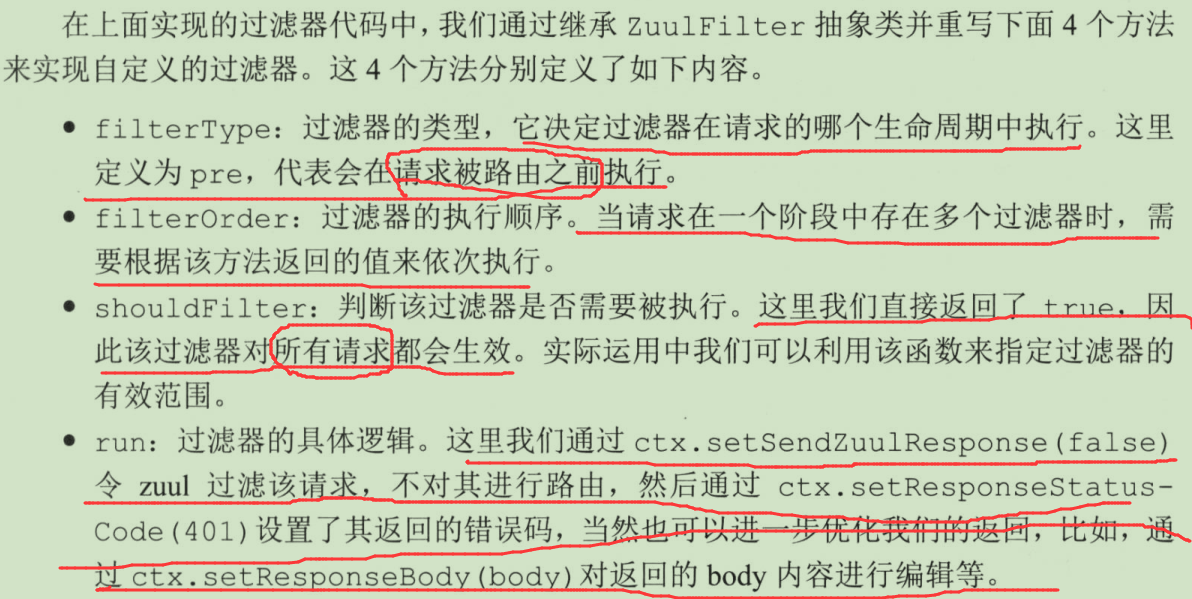 在上面实现的过滤器代码中，我们通过继承 ZuulFilter 抽象类并重写下面 4 个方法
来实现自定义的过滤器。这 4 个方法分别定义了如下内容。
● filterType：过滤器的类型，它决定过滤器在请求的哪个生命周期中执行。这里
定义为 pre，代表会在请求被路由之前执行。
● filterOrder：过滤器的执行顺序。当请求在一个阶段中存在多个过滤器时，需
要根据该方法返回的值来依次执行。
● shouldFilter：判断该过滤器是否需要被执行。这里我们直接返回了 true，因
此该过滤器对所有请求都会生效。实际运用中我们可以利用该函数来指定过滤器的
有效范围。
● run：过滤器的具体逻辑。这里我们通过 ctx.setSendZuulResponse(false)
令 zuul 过滤该请求，不对其进行路由，然后通过 ctx.setResponseStatus-
Code(401)设置了其返回的错误码，当然也可以进一步优化我们的返回，比如，通
过 ctx.setResponseBody(body)对返回的 body 内容进行编辑等。